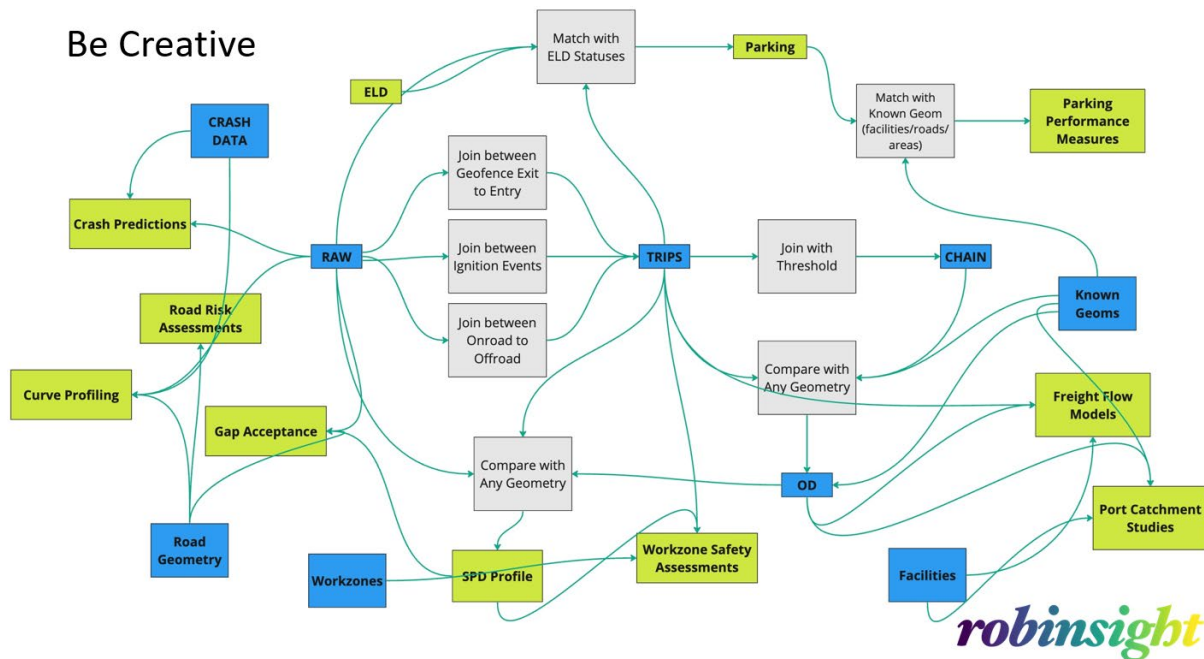 Be Creative
Match with
ELD Statuses
Parking
ELD
CRASH
DATA
Match with
Known Geom
(facilities/roads/
areas)
Parking
Performance
Measures
Join between
Geofence Exit
to Entry
Crash Predictions
RAW
Join between
Ignition Events
TRIPS
Join with
Threshold
CHAIN
Known
Geoms
Road Risk
Assessments
Join between
Onroad to
Offroad
Curve Profiling
Compare with
Any Geometry
Freight Flow
Models
Gap Acceptance
Compare with
Any Geometry
OD
Port Catchment
Studies
Road
Geometry
Workzones
SPD Profile
Workzone Safety
Assessments
Facilities
robinsight